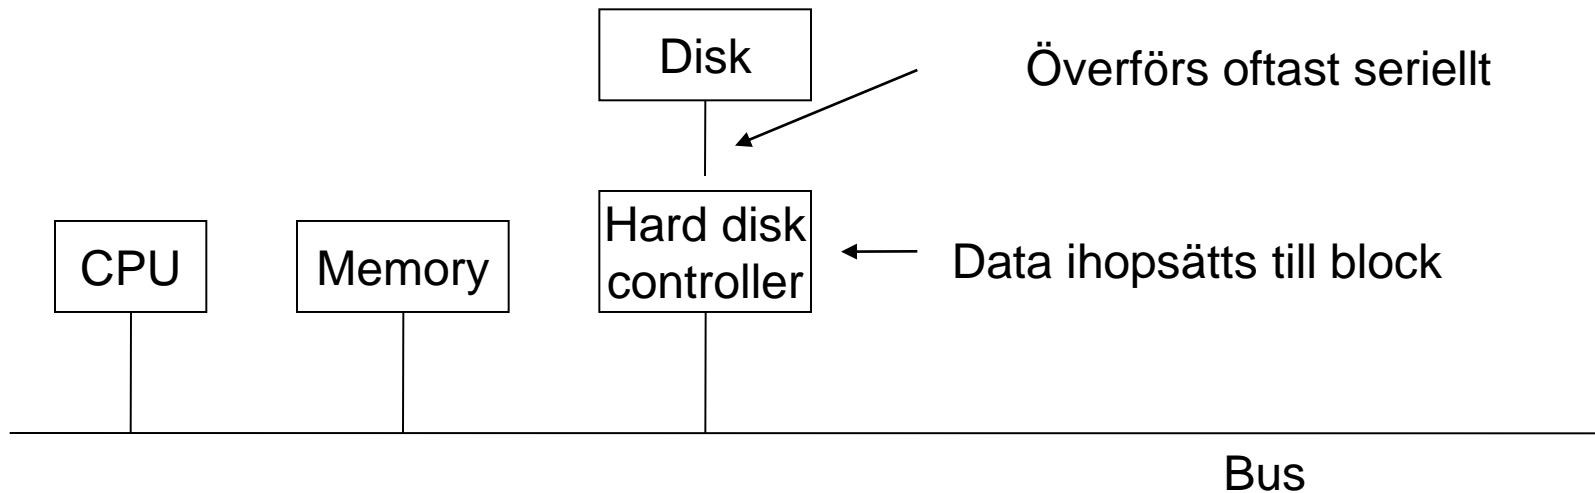 Disk
Överförs oftast seriellt
CPU
Memory
Hard disk
controller
Data ihopsätts till block
Bus